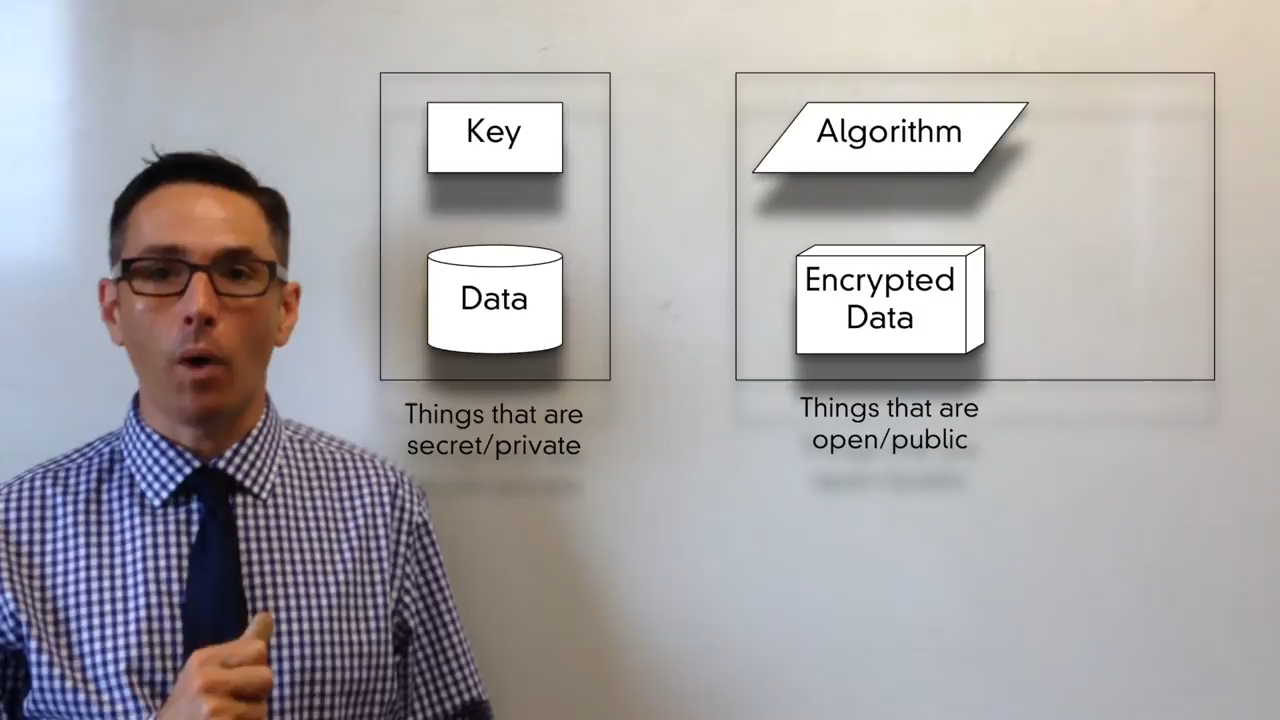 Key
Data
Things that are
secret/private
Algorithm
Encrypted
Data
Things that are
open/public